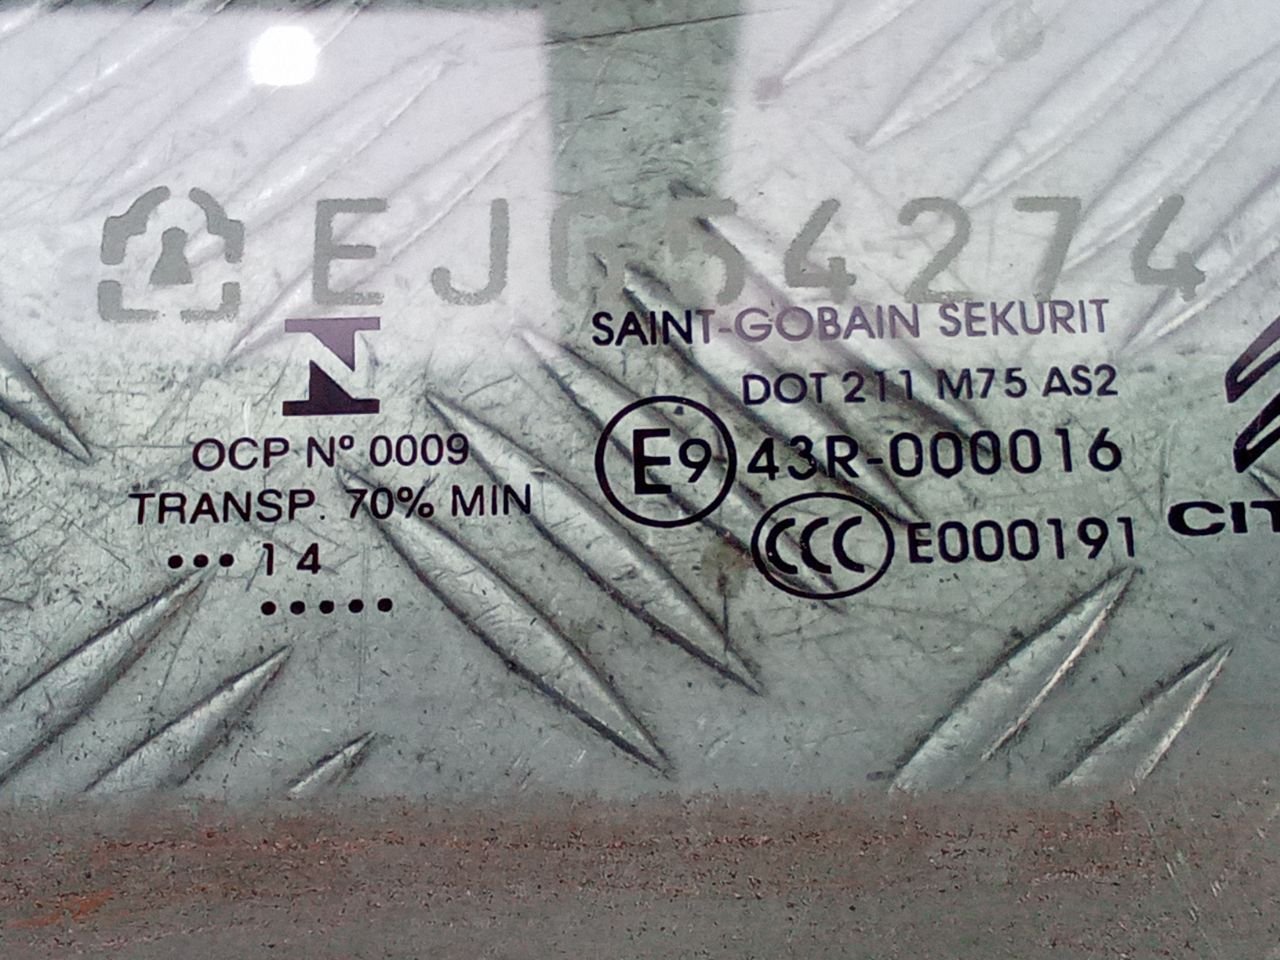 SAINT-GOBAIN SEKURIT
DOT 211 M75 AS2
OCP Nº 0009
E9 43R-000016
TRANSP. 70% MIN
CCC E000191
CIT
••• 14
•••••